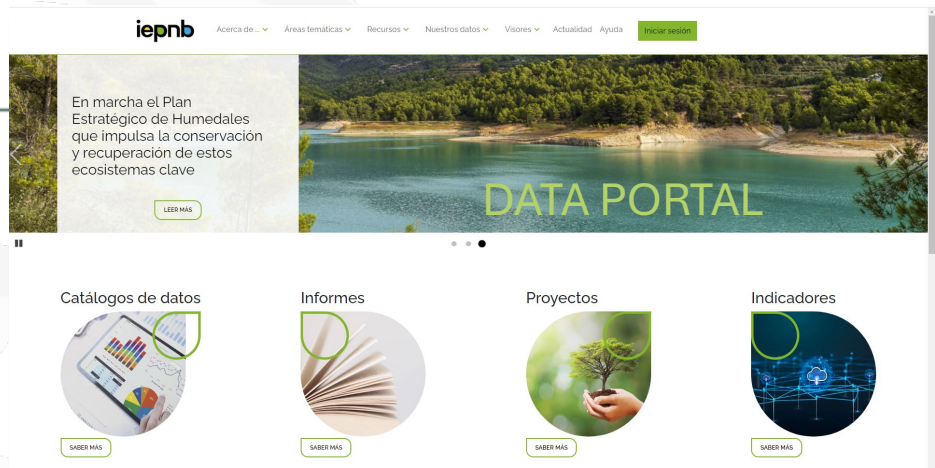 iepnb
Acerca de ... Áreas temáticas Recursos Nuestros datos Visores Actualidad Ayuda Iniciar sesión
En marcha el Plan
Estratégico de Humedales
que impulsa la conservación
y recuperación de estos
ecosistemas clave
LEER MÁS
DATA PORTAL
Catálogos de datos Informes Proyectos Indicadores
SABER MÁS SABER MÁS SABER MÁS SABER MÁS